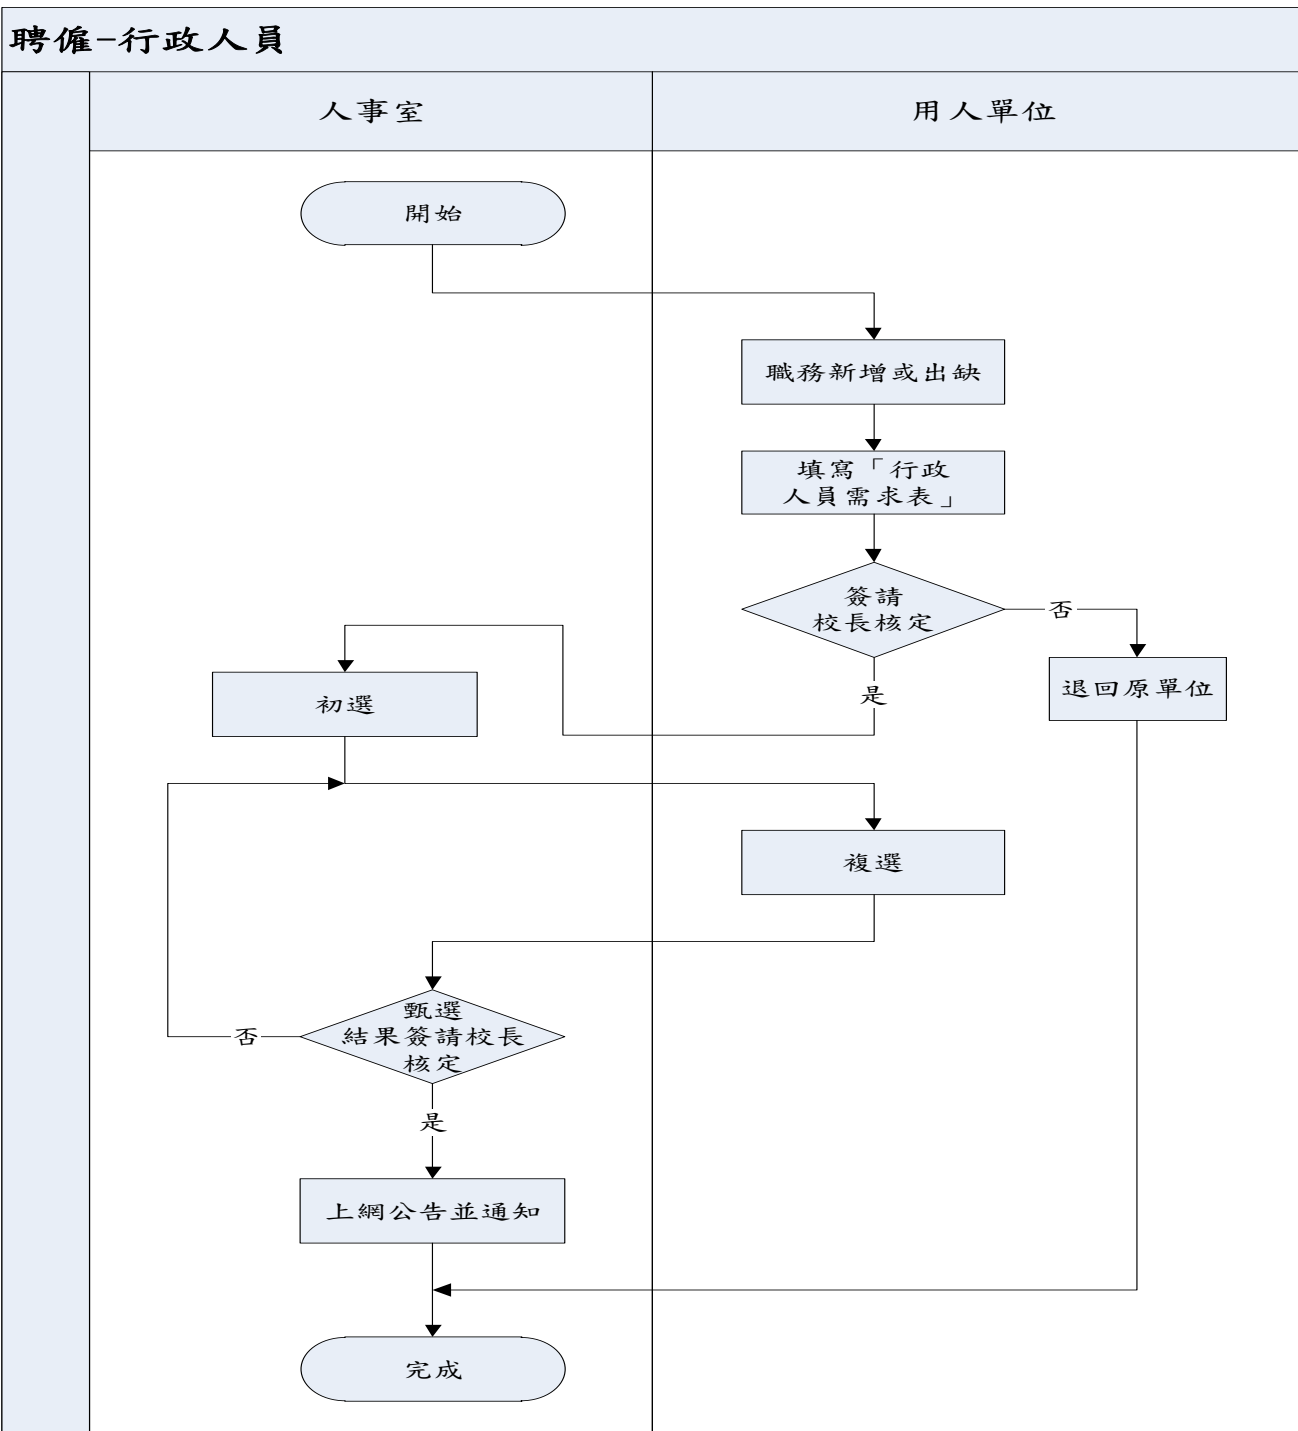 聘僱-行政人員
人事室
用人單位
開始
職務新增或出缺
填寫「行政
人員需求表」
簽請
校長核定
否
是
退回原單位
初選
複選
甄選
結果簽請校長
核定
否
是
上網公告並通知
完成